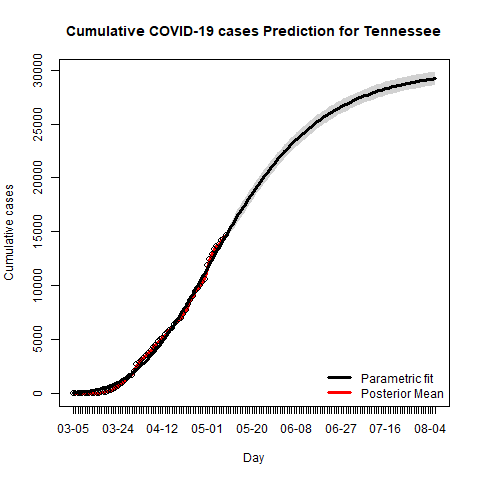 Cumulative COVID-19 cases Prediction for Tennessee
Cumulative cases
30000
25000
20000
15000
10000
5000
0
Parametric fit
Posterior Mean
03-05 03-24 04-12 05-01 05-20 06-08 06-27 07-16 08-04
Day